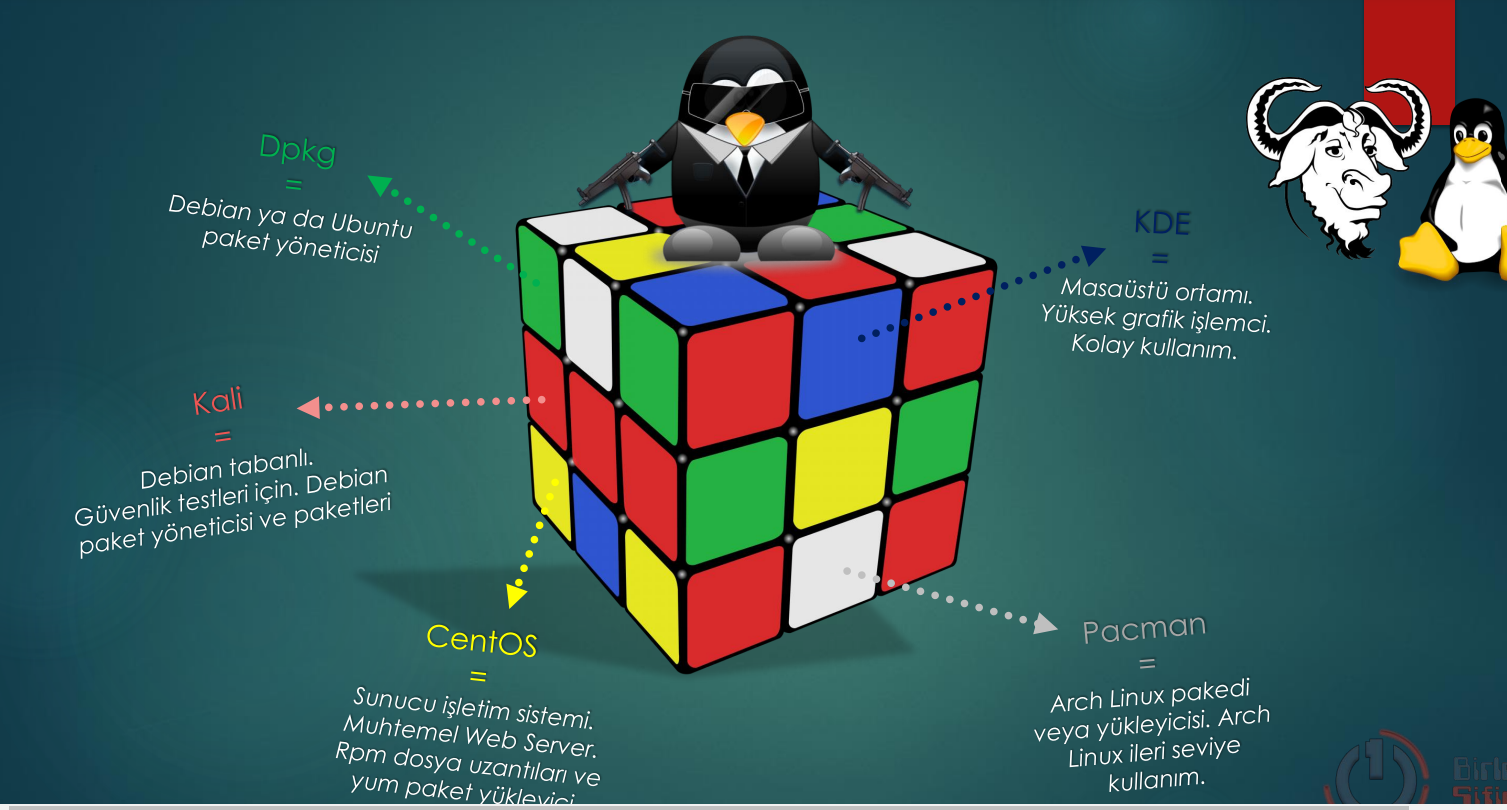 Dpkg
=
Debian ya da Ubuntu
paket yöneticisi
KDE
=
Masaüstü ortamı.
Yüksek grafik işlemci.
Kolay kullanım.
Kali
=
Debian tabanlı.
Güvenlik testleri için. Debian
paket yöneticisi ve paketleri
CentOS
=
Sunucu işletim sistemi.
Muhtemel Web Server.
Rpm dosya uzantıları ve
yum paket yükleyici
Pacman
=
Arch Linux pakedi
veya yükleyicisi. Arch
Linux ileri seviye
kullanım.
1